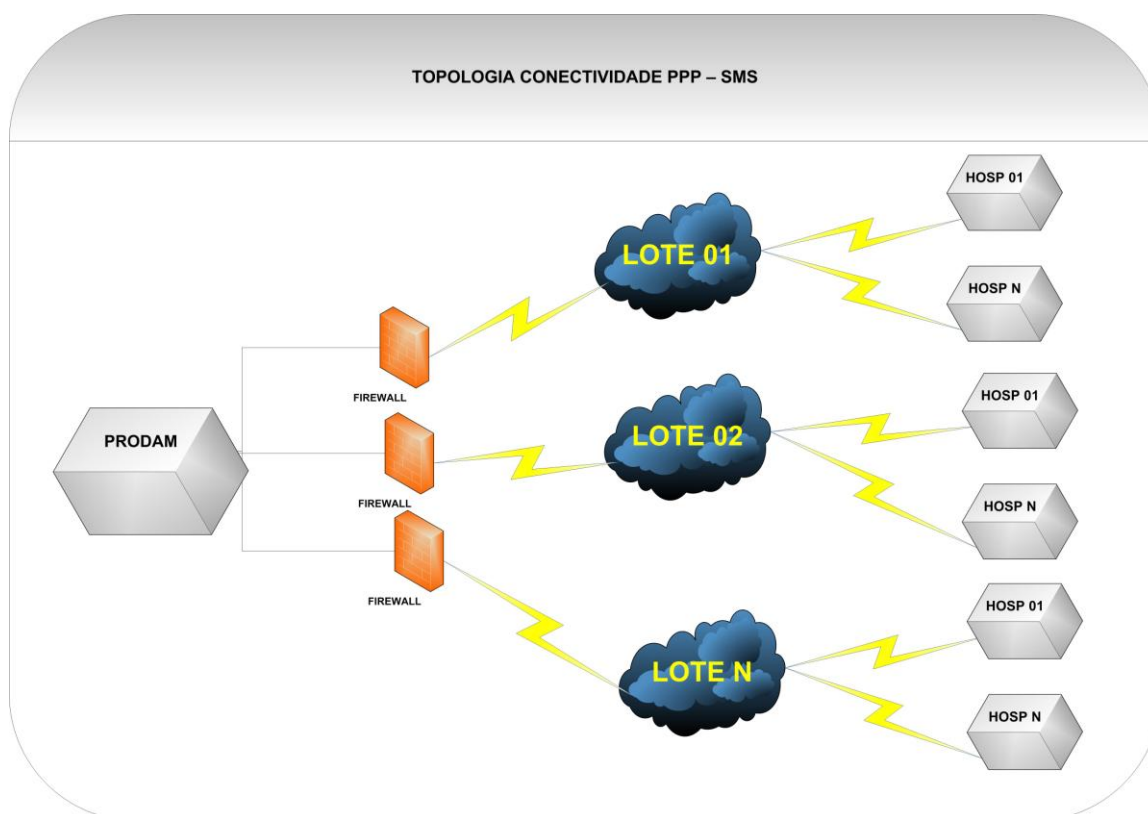 TOPOLOGIA CONECTIVIDADE PPP – SMS
HOSP 01
LOTE 01
HOSP N
FIREWALL
PRODAM
HOSP 01
LOTE 02
FIREWALL
HOSP N
FIREWALL
HOSP 01
LOTE N
HOSP N